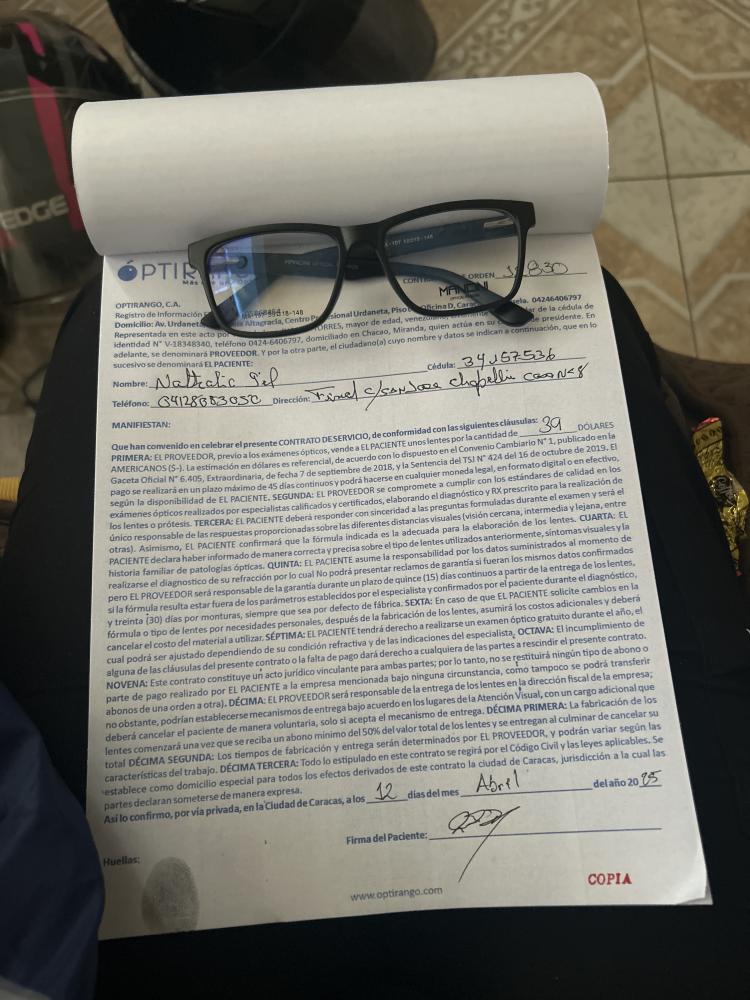 EDGE
ÓPTIRANGO
ORDEN
MANCINI
OPTIRANGO, C.A.
Registro de Información
Domicilio: Av. Urdaneta, Altagracia, Centro Profesional Urdaneta, Piso Oficina D, 04246406797
Representada en este acto por TORRES, mayor de edad, de la cédula de
identidad N° V-18348340, teléfono 0424-6406797, domiciliado en Chacao, Miranda, quien actúa en su de presidente. En
adelante, se denominará PROVEEDOR. Y por la otra parte, el ciudadano(a) cuyo nombre y datos se indican a continuación, que en lo
sucesivo se denominará EL PACIENTE:
Nombre: Cédula: 34157536
Teléfono: Dirección: Final c/San Jose Chapellin casa N°8
MANIFIESTAN:
Que han convenido en celebrar el presente CONTRATO DE SERVICIO, de conformidad con las siguientes cláusulas:
PRIMERA: EL PROVEEDOR, previo a los exámenes ópticos, vende a EL PACIENTE unos lentes por la cantidad de 39 DÓLARES
AMERICANOS ($-). La estimación en dólares es referencial, de acuerdo con lo dispuesto en el Convenio Cambiario N° 1, publicado en la
Gaceta Oficial N° 6.405, Extraordinaria, de fecha 7 de septiembre de 2018, y la Sentencia del TSJ N° 424 del 16 de octubre de 2019. El
pago se realizará en un plazo máximo de 45 días continuos y podrá hacerse en cualquier moneda legal, en formato digital o en efectivo,
según la disponibilidad de EL PACIENTE. SEGUNDA: EL PROVEEDOR se compromete a cumplir con los estándares de calidad en los
exámenes ópticos realizados por especialistas calificados y certificados, elaborando el diagnóstico y RX prescrito para la realización de
los lentes o prótesis. TERCERA: EL PACIENTE deberá responder con sinceridad a las preguntas formuladas durante el examen y será el
único responsable de las respuestas proporcionadas sobre las diferentes distancias visuales (visión cercana, intermedia y lejana, entre
otras). Asimismo, EL PACIENTE confirmará que la fórmula indicada es la adecuada para la elaboración de los lentes. CUARTA: EL
PACIENTE declara haber informado de manera correcta y precisa sobre el tipo de lentes utilizados anteriormente, síntomas visuales y la
historia familiar de patologías ópticas. QUINTA: EL PACIENTE asume la responsabilidad por los datos suministrados al momento de
realizarse el diagnostico de su refracción por lo cual No podrá presentar reclamos de garantía si fueran los mismos datos confirmados
pero EL PROVEEDOR será responsable de la garantía durante un plazo de quince (15) días continuos a partir de la entrega de los lentes,
si la fórmula resulta estar fuera de los parámetros establecidos por el especialista y confirmados por el paciente durante el diagnóstico,
y treinta (30) días por monturas, siempre que sea por defecto de fábrica. SEXTA: En caso de que EL PACIENTE solicite cambios en la
fórmula o tipo de lentes por necesidades personales, después de la fabricación de los lentes, asumirá los costos adicionales y deberá
cancelar el costo del material a utilizar. SÉPTIMA: EL PACIENTE tendrá derecho a realizarse un examen óptico gratuito durante el año, el
cual podrá ser ajustado dependiendo de su condición refractiva y de las indicaciones del especialista. OCTAVA: El incumplimiento de
alguna de las cláusulas del presente contrato o la falta de pago dará derecho a cualquiera de las partes a rescindir el presente contrato.
NOVENA: Este contrato constituye un acto jurídico vinculante para ambas partes; por lo tanto, no se restituirá ningún tipo de abono o
parte de pago realizado por EL PACIENTE a la empresa mencionada bajo ninguna circunstancia, como tampoco se podrá transferir
abonos de una orden a otra). DÉCIMA: EL PROVEEDOR será responsable de la entrega de los lentes en la dirección fiscal de la empresa;
no obstante, podrían establecerse mecanismos de entrega bajo acuerdo en los lugares de la Atención Visual, con un cargo adicional que
deberá cancelar el paciente de manera voluntaria, solo si acepta el mecanismo de entrega. DÉCIMA PRIMERA: La fabricación de los
lentes comenzará una vez que se reciba un abono mínimo del 50% del valor total de los lentes y se entregan al culminar de cancelar su
total DÉCIMA SEGUNDA: Los tiempos de fabricación y entrega serán determinados por EL PROVEEDOR, y podrán variar según las
características del trabajo. DÉCIMA TERCERA: Todo lo estipulado en este contrato se regirá por el Código Civil y las leyes aplicables. Se
establece como domicilio especial para todos los efectos derivados de este contrato la ciudad de Caracas, jurisdicción a la cual las
partes declaran someterse de manera expresa.
Así lo confirmo, por vía privada, en la Ciudad de Caracas, a los 12 días del mes Abril del año 2025
Firma del Paciente:
Huellas:
www.optirango.com
COPIA